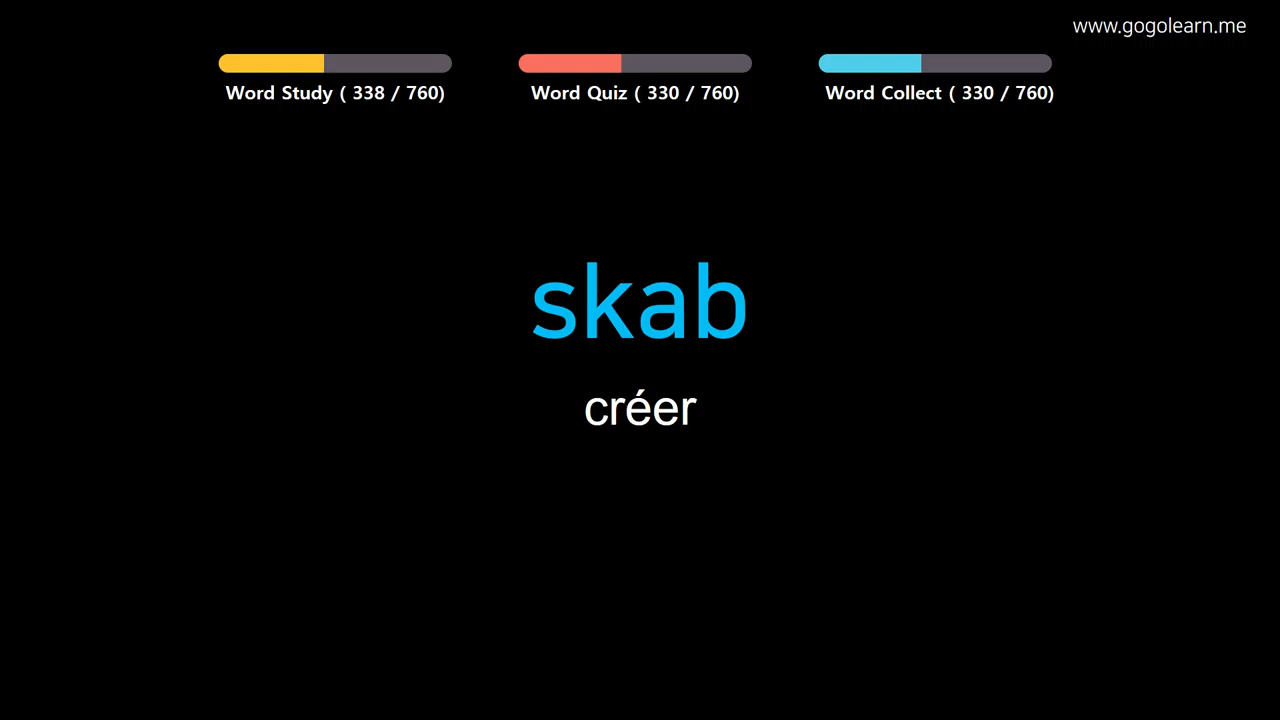 www.gogolearn.me
Word Study ( 338 / 760)
Word Quiz ( 330 / 760)
Word Collect ( 330 / 760)
skab
créer